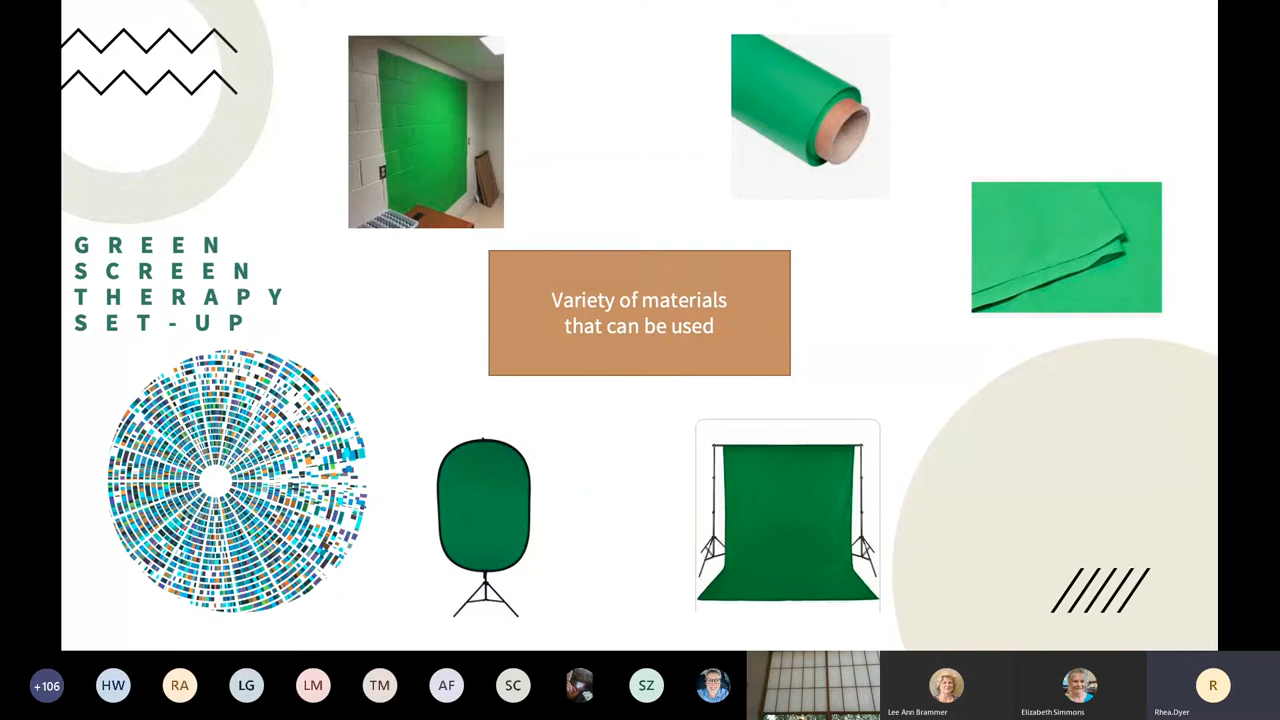 GREEN
SCREEN
THERAPY
SET-UP
Variety of materials
that can be used
+106
HW
RA
LG
LM
TM
AF
SC
SZ
R
Lee Ann Brammer
Elizabeth Simmons
Rhea.Dyer